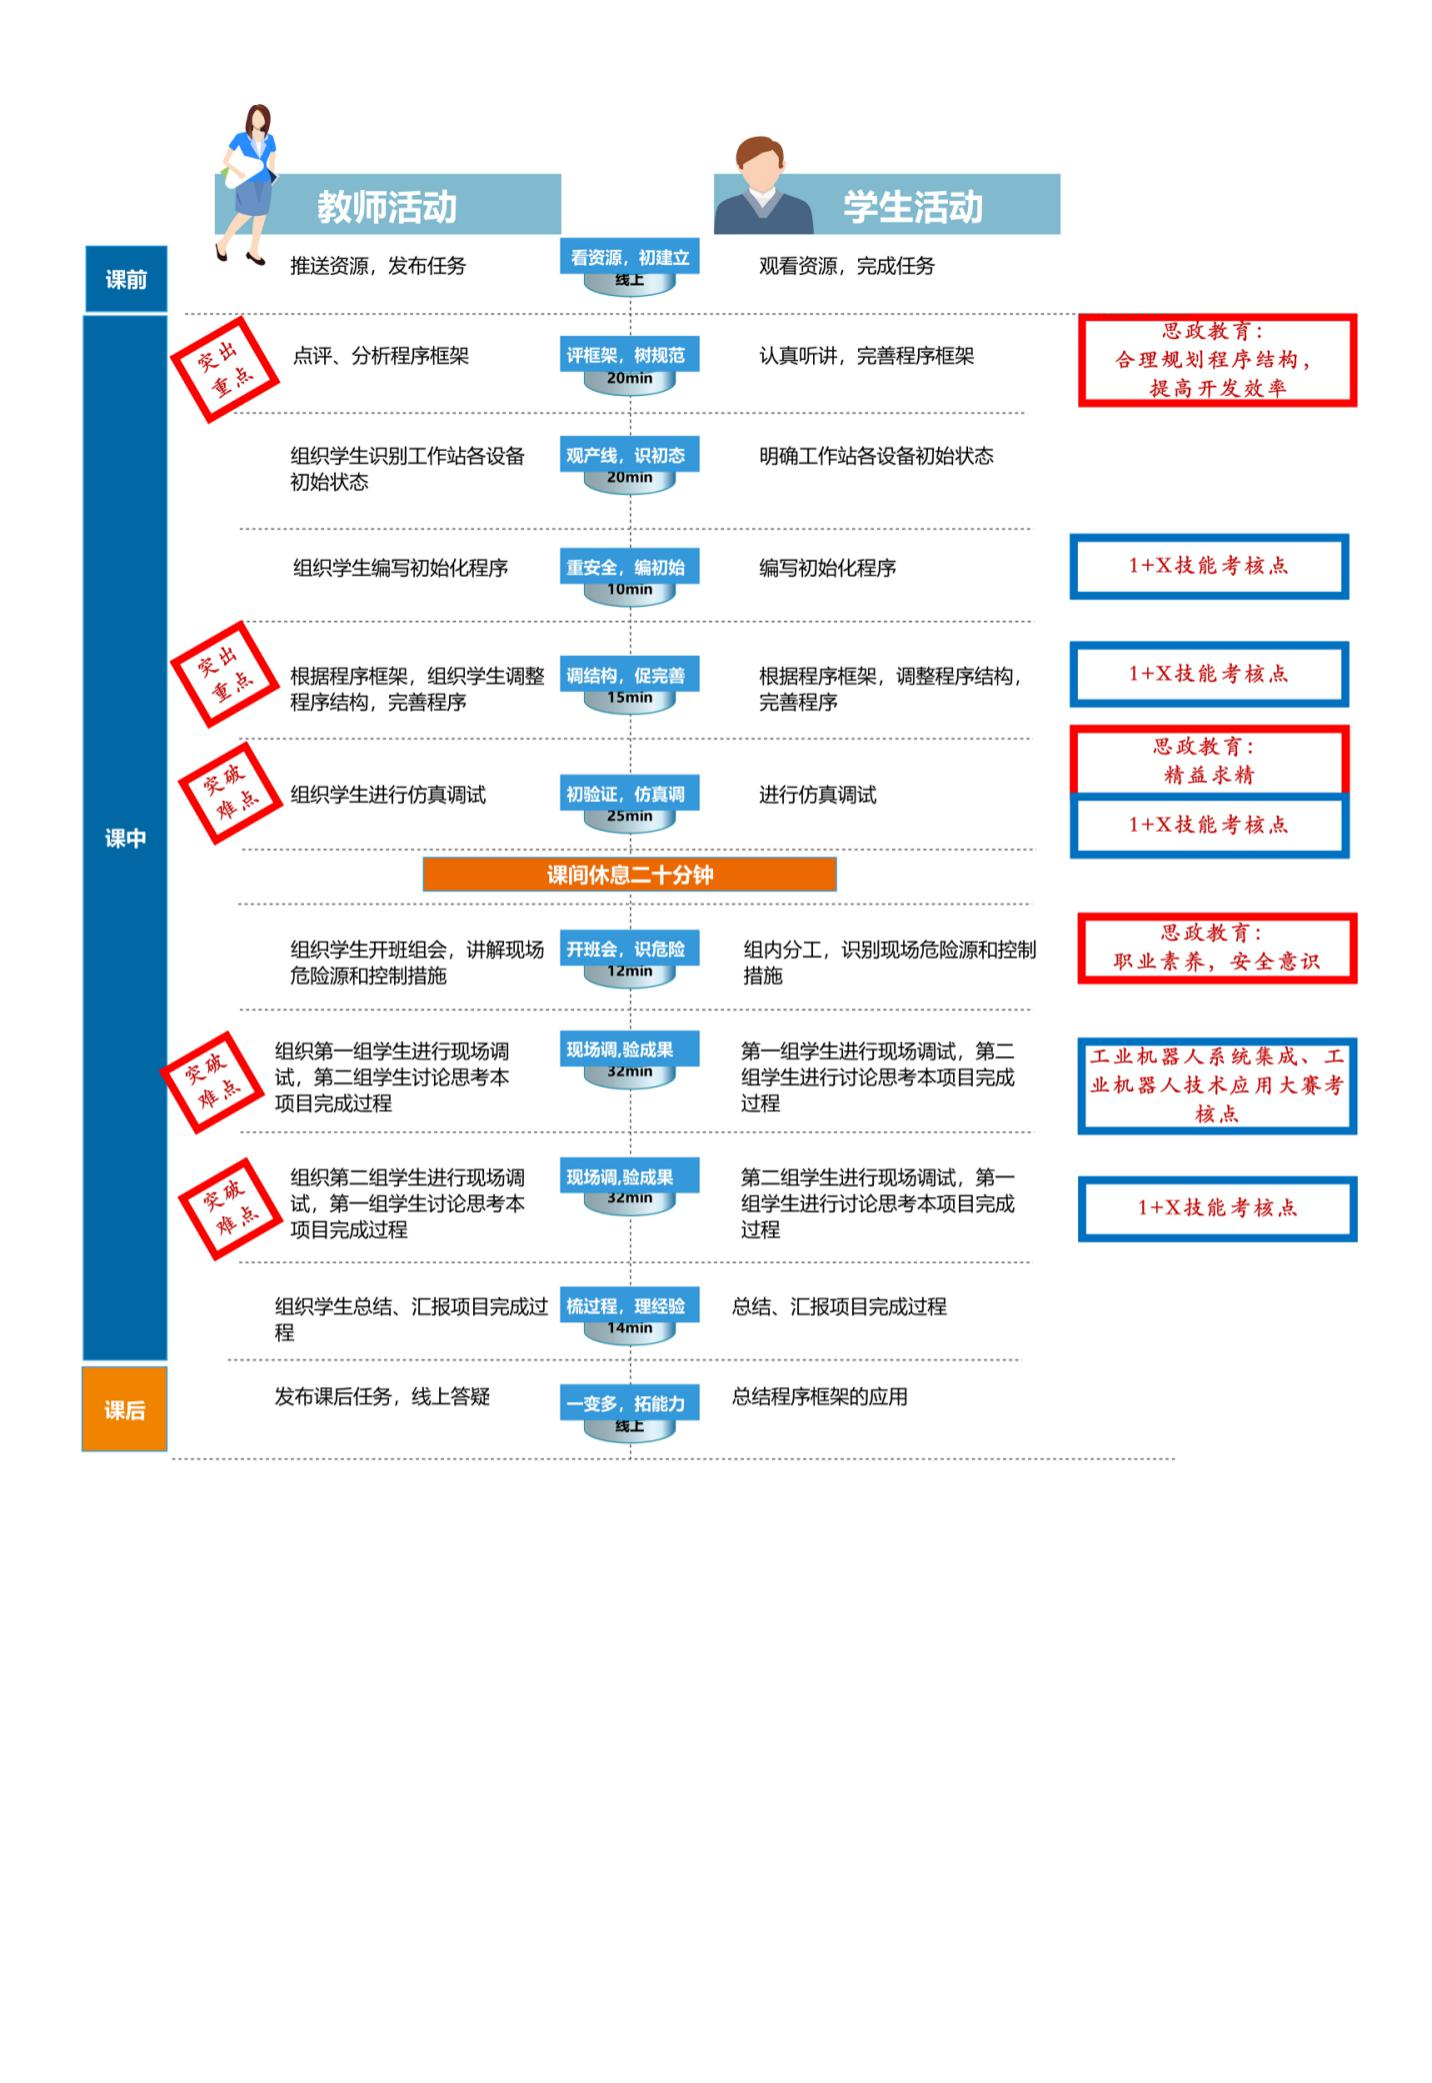 教师活动
学生活动
课前
推送资源，发布任务
看资源，初建立
线上
观看资源，完成任务
课中
突出
重点
点评、分析程序框架
评框架，树规范
20min
认真听讲，完善程序框架
思政教育：
合理规划程序结构，
提高开发效率
组织学生识别工作站各设备
初始状态
观产线，识初态
20min
明确工作站各设备初始状态
组织学生编写初始化程序
重安全，编初始
10min
编写初始化程序
1+X技能考核点
突出
重点
根据程序框架，组织学生调整
程序结构，完善程序
调结构，促完善
15min
根据程序框架，调整程序结构，
完善程序
1+X技能考核点
突破
难点
组织学生进行仿真调试
初验证，仿真调
25min
进行仿真调试
思政教育：
精益求精
1+X技能考核点
课间休息二十分钟
组织学生开班组会，讲解现场
危险源和控制措施
开班会，识危险
12min
组内分工，识别现场危险源和控制
措施
思政教育：
职业素养，安全意识
突破
难点
组织第一组学生进行现场调
试，第二组学生讨论思考本
项目完成过程
现场调,验成果
32min
第一组学生进行现场调试，第二
组学生进行讨论思考本项目完成
过程
工业机器人系统集成、工
业机器人技术应用大赛考
核点
突破
难点
组织第二组学生进行现场调
试，第一组学生讨论思考本
项目完成过程
现场调,验成果
32min
第二组学生进行现场调试，第一
组学生进行讨论思考本项目完成
过程
1+X技能考核点
组织学生总结、汇报项目完成过
程
梳过程，理经验
14min
总结、汇报项目完成过程
课后
发布课后任务，线上答疑
一变多，拓能力
线上
总结程序框架的应用